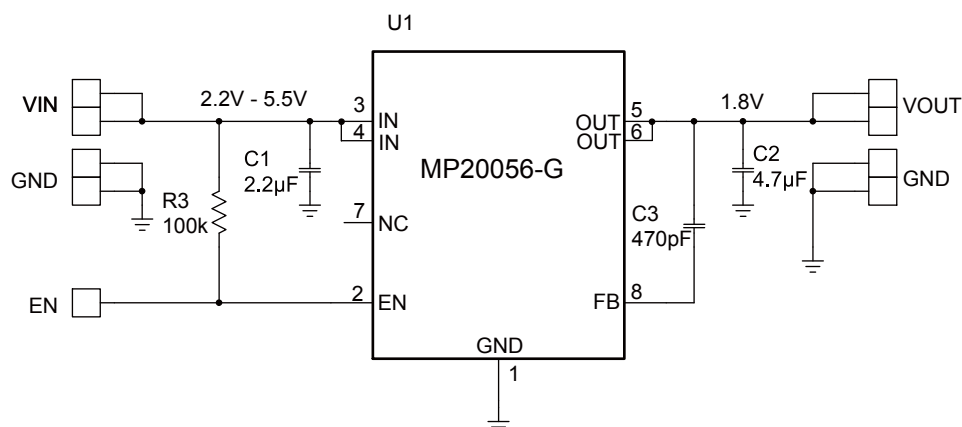 U1
VIN
2.2V - 5.5V
3
IN
4
IN
5
OUT
6
OUT
1.8V
VOUT
GND
C1
2.2µF
MP20056-G
C2
4.7µF
GND
R3
100k
7
NC
C3
470pF
EN
2
EN
FB
8
GND
1